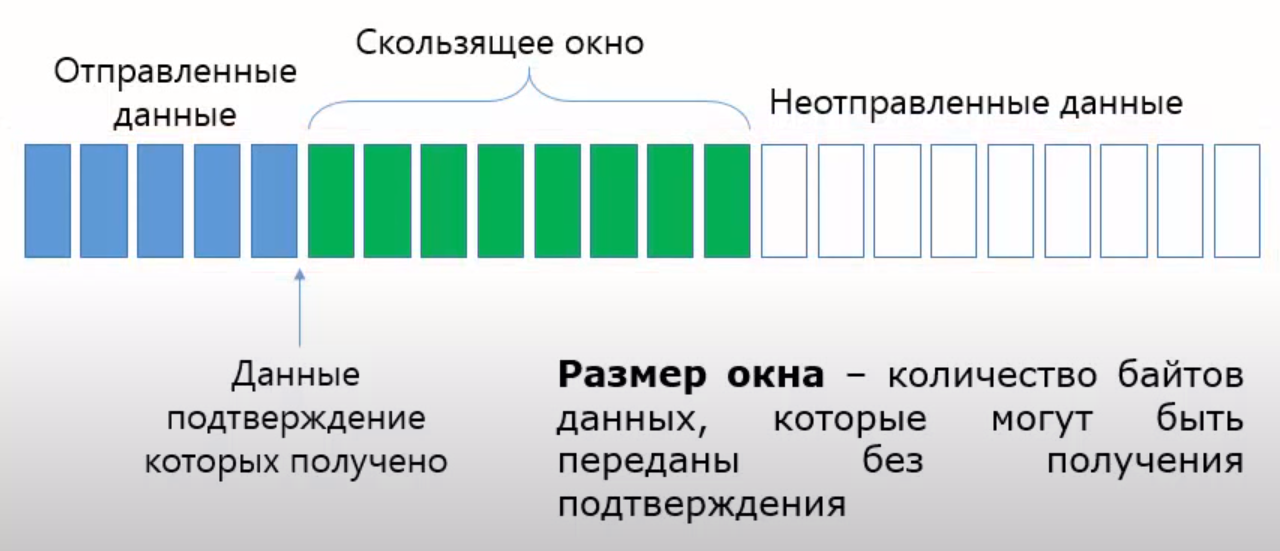 Скользящее окно
Отправленные
данные
Неотправленные данные
Данные
подтверждение
которых получено
Размер окна – количество байтов
данных, которые могут быть
переданы без получения
подтверждения